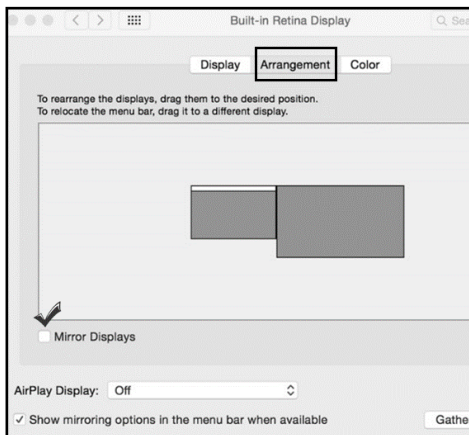 Built-in Retina Display
Display Arrangement Color
To rearrange the displays, drag them to the desired position.
To relocate the menu bar, drag it to a different display.
Mirror Displays
AirPlay Display: Off
Show mirroring options in the menu bar when available